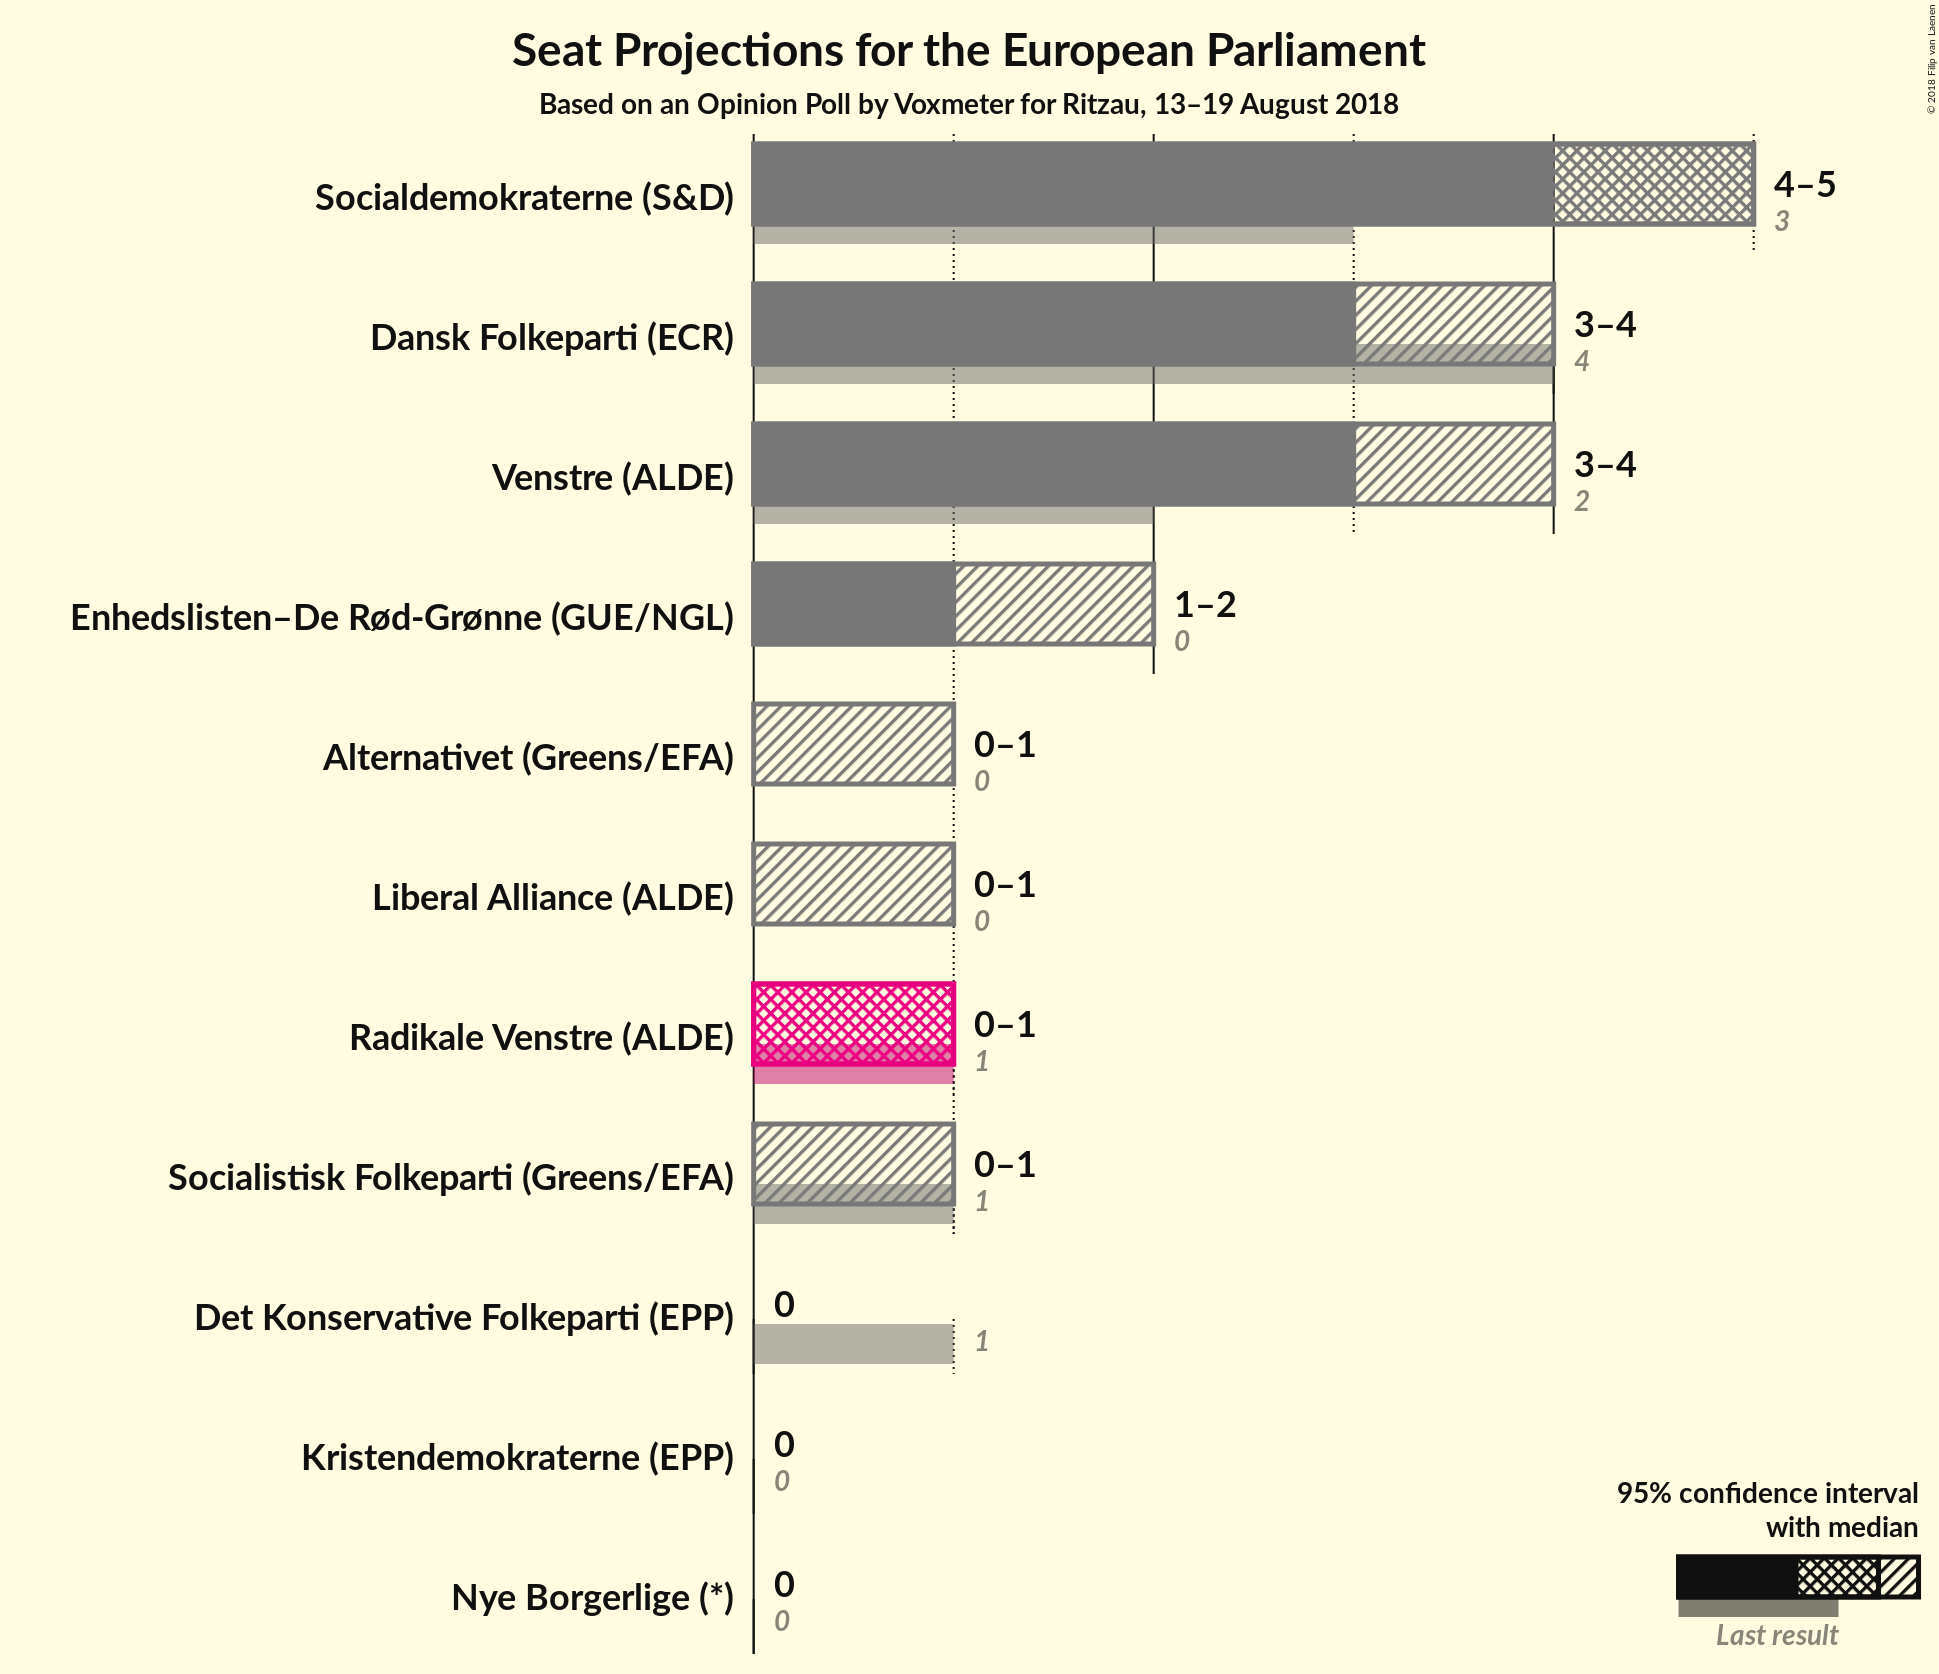 Seat Projections for the European Parliament
Based on an Opinion Poll by Voxmeter for Ritzau, 13–19 August 2018
© 2018 Filip van Laenen
Socialdemokraterne (S&D)
4–5
3
Dansk Folkeparti (ECR)
3–4
4
Venstre (ALDE)
3–4
2
Enhedslisten–De Rød-Grønne (GUE/NGL)
1–2
0
Alternativet (Greens/EFA)
0–1
0
Liberal Alliance (ALDE)
0–1
0
Radikale Venstre (ALDE)
0–1
1
Socialistisk Folkeparti (Greens/EFA)
0–1
1
Det Konservative Folkeparti (EPP)
0
1
Kristendemokraterne (EPP)
0
0
Nye Borgerlige (*)
0
0
95% confidence interval
with median
Last result